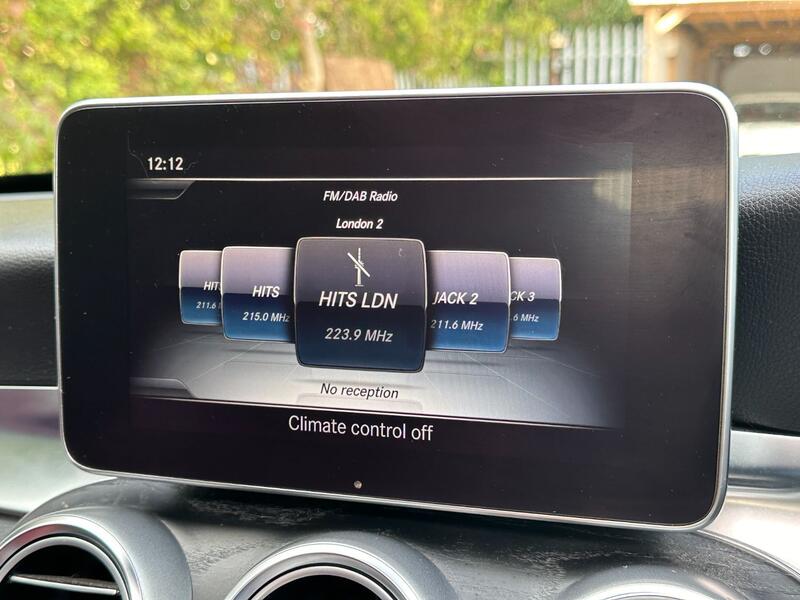 12:12
FM/DAB Radio
London 2
HITS
HITS LDN
JACK 2
215.0 MHz
223.9 MHz
211.6 MHz
No reception
Climate control off